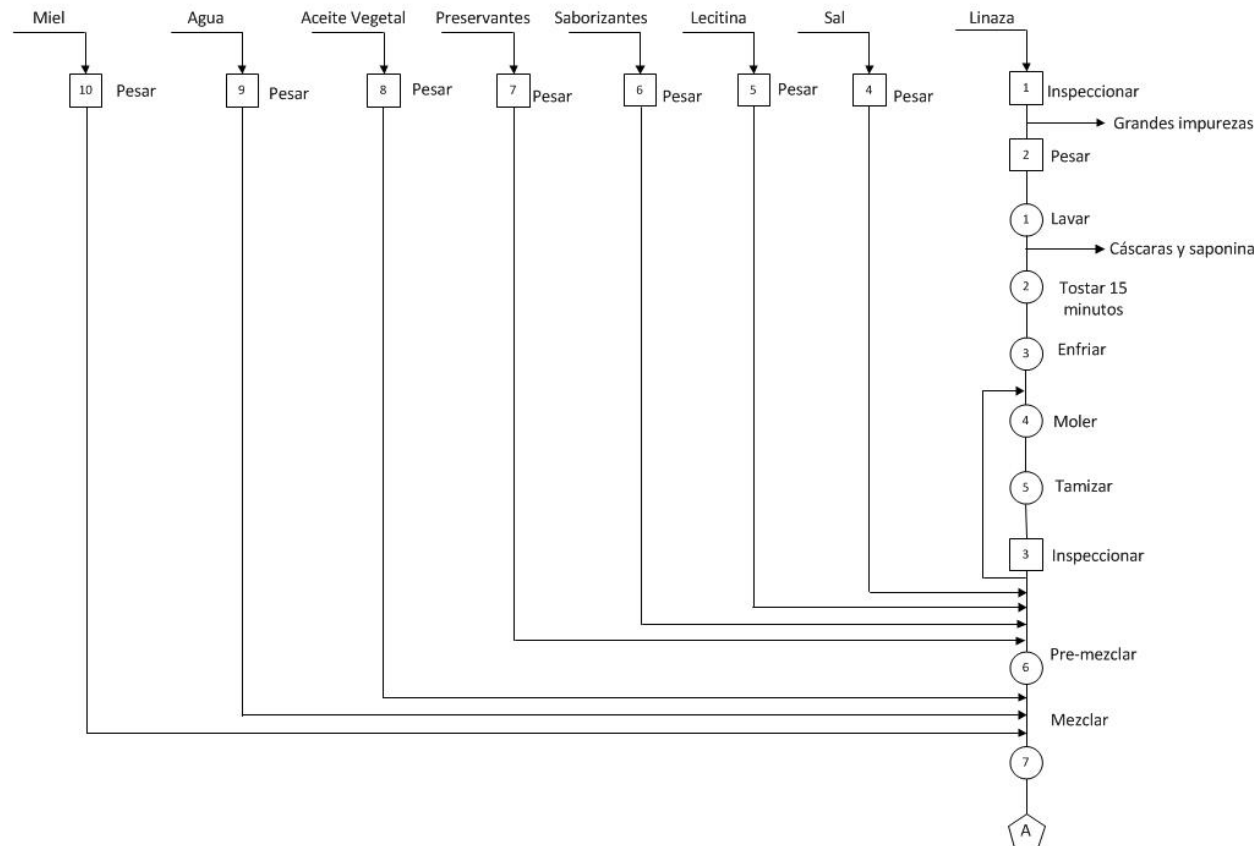 Miel
Agua
Aceite Vegetal
Preservantes
Saborizantes
Lecitina
Sal
Linaza
10 Pesar
9 Pesar
8 Pesar
7 Pesar
6 Pesar
5 Pesar
4 Pesar
1 Inspeccionar
Grandes impurezas
2 Pesar
1 Lavar
Cáscaras y saponina
2 Tostar 15
minutos
3 Enfriar
4 Moler
5 Tamizar
3 Inspeccionar
Pre-mezclar
6
Mezclar
7
A